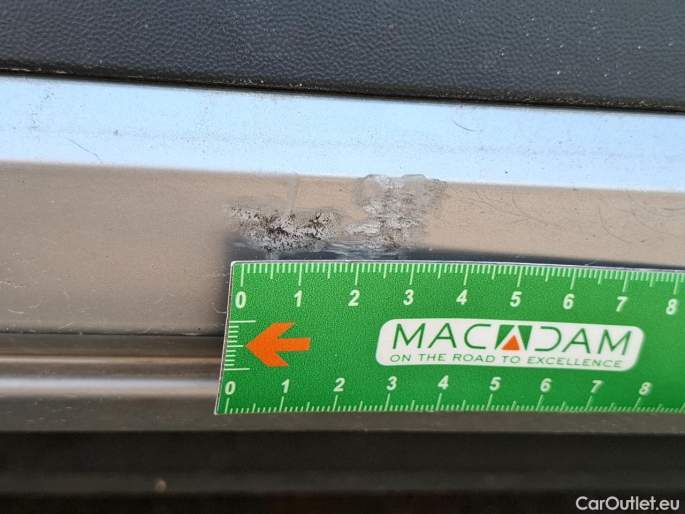 0 1 2 3 4 5 6 7 8
MACADAM
ON THE ROAD TO EXCELLENCE
0 1 2 3 4 5 6 7 8
CarOutlet.eu